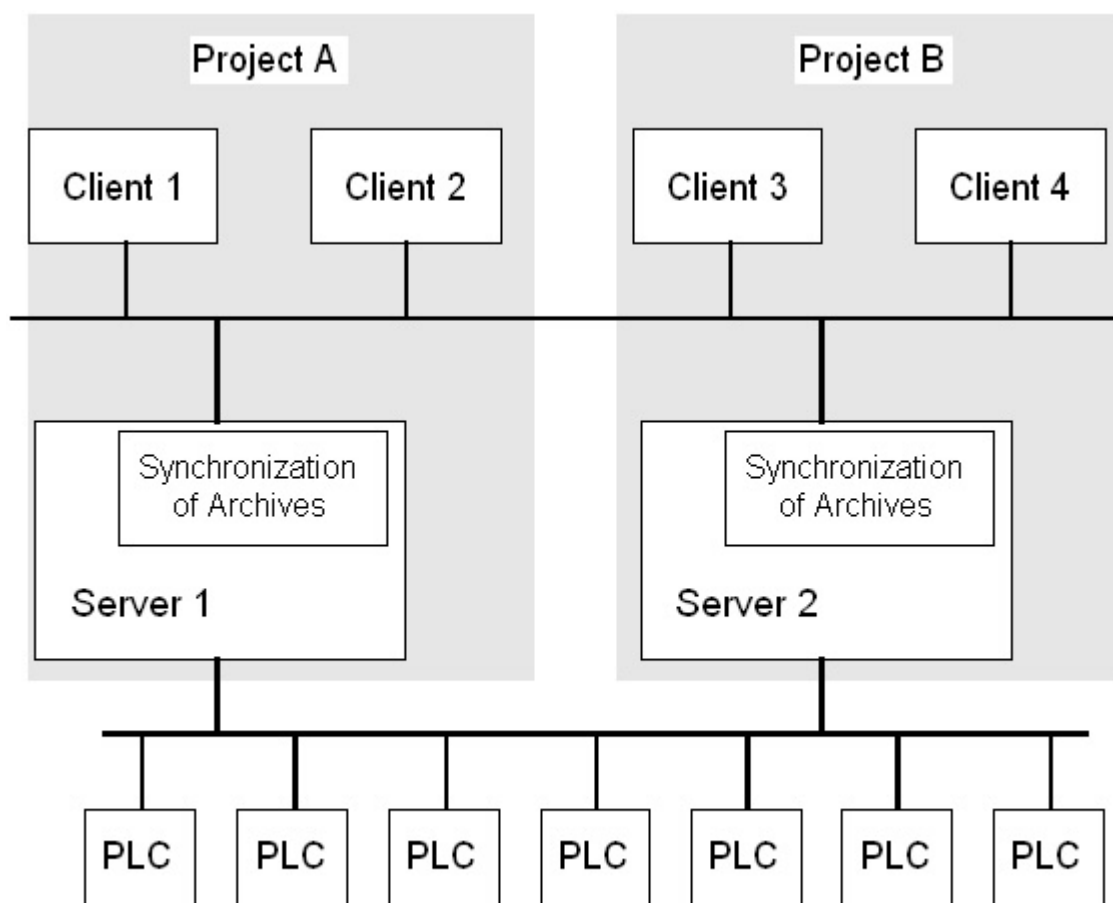 Project A
Project B
Client 1
Client 2
Client 3
Client 4
Synchronization
of Archives
Server 1
Synchronization
of Archives
Server 2
PLC
PLC
PLC
PLC
PLC
PLC
PLC